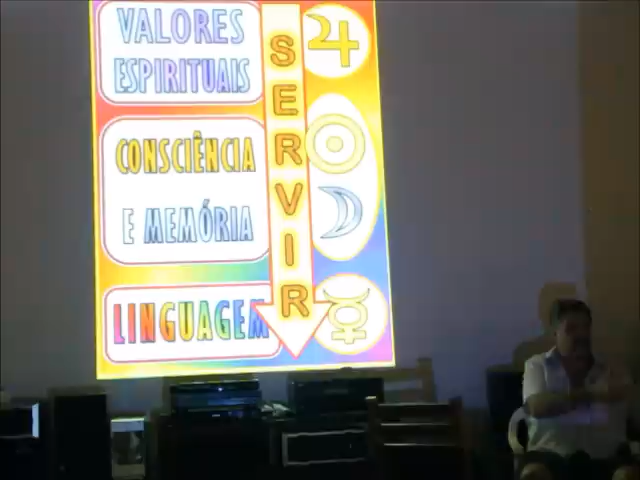 VALORES
ESPIRITUAIS
CONSCIÊNCIA
E MEMÓRIA
LINGUAGEM
SERVIR